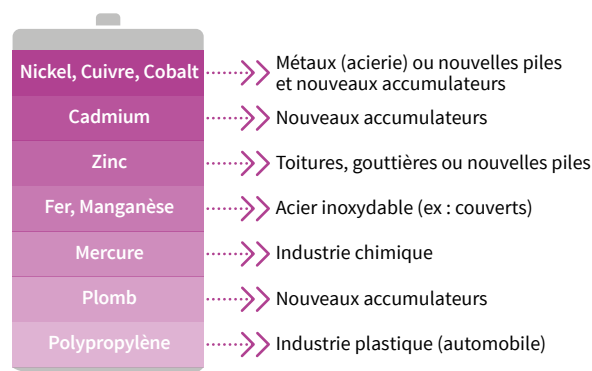 Nickel, Cuivre, Cobalt
Métaux (acierie) ou nouvelles piles
et nouveaux accumulateurs
Cadmium
Nouveaux accumulateurs
Zinc
Toitures, gouttières ou nouvelles piles
Fer, Manganèse
Acier inoxydable (ex : couverts)
Mercure
Industrie chimique
Plomb
Nouveaux accumulateurs
Polypropylène
Industrie plastique (automobile)